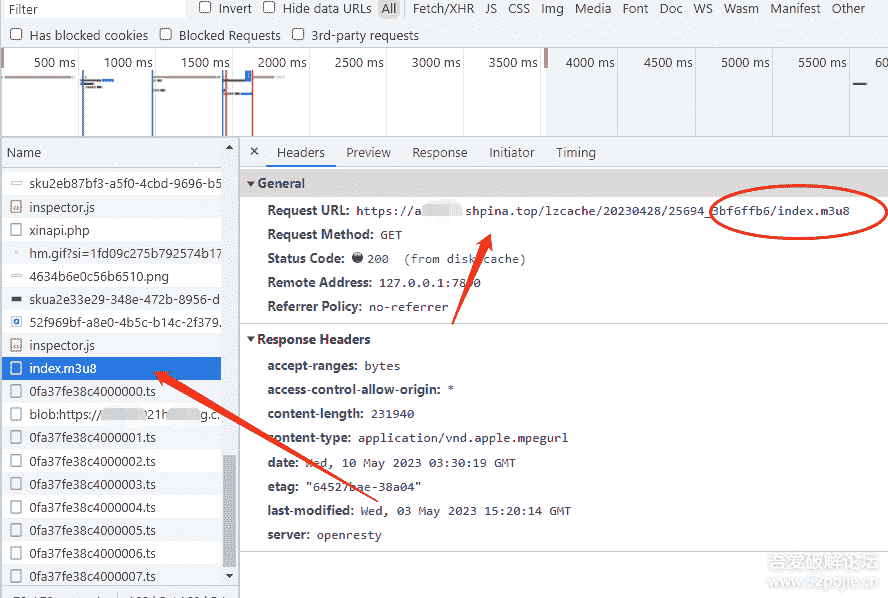 Filter Invert Hide data URLs All Fetch/XHR JS CSS Img Media Font Doc WS Wasm Manifest Other
Has blocked cookies Blocked Requests 3rd-party requests
500 ms 1000 ms 1500 ms 2000 ms 2500 ms 3000 ms 3500 ms 4000 ms 4500 ms 5000 ms 5500 ms 60
Name
sku2eb87bf3-a5f0-4cbd-9696-b5
inspector.js
xinapi.php
hm.gif?si=1fd09c275b792574b17
4634b6e0c56b6510.png
skua2e33e29-348e-472b-8956-d
52f969bf-a8e0-4b5c-b14c-2f379.
inspector.js
index.m3u8
0fa37fe38c4000000.ts
blob:https:// 021h g.c.
0fa37fe38c4000001.ts
0fa37fe38c4000002.ts
0fa37fe38c4000003.ts
0fa37fe38c4000004.ts
0fa37fe38c4000005.ts
0fa37fe38c4000006.ts
0fa37fe38c4000007.ts
× Headers Preview Response Initiator Timing
General
Request URL: https://a shpina.top/lzcache/20230428/25694_3bf6ffb6/index.m3u8
Request Method: GET
Status Code: 200 (from disk cache)
Remote Address: 127.0.0.1:7890
Referrer Policy: no-referrer
Response Headers
accept-ranges: bytes
access-control-allow-origin: *
content-length: 231940
content-type: application/vnd.apple.mpegurl
date: Wed, 10 May 2023 03:30:19 GMT
etag: "64527bae-38a04"
last-modified: Wed, 03 May 2023 15:20:14 GMT
server: openresty
吾爱破解论坛
www.52pojie.cn